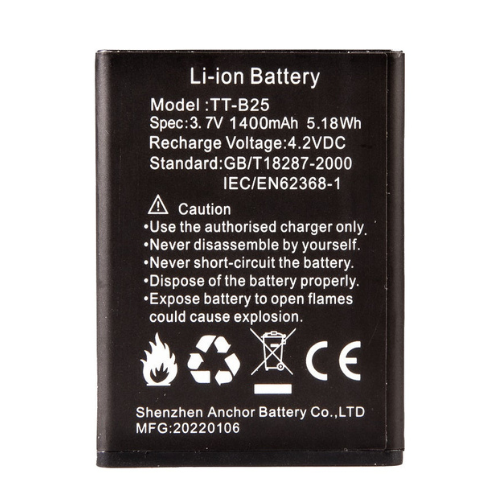 Li-ion Battery
Model:TT-B25
Spec:3.7V 1400mAh 5.18Wh
Recharge Voltage:4.2VDC
Standard:GB/T18287-2000
IEC/EN62368-1
Caution
•Use the authorised charger only.
•Never disassemble by yourself.
•Never short-circuit the battery.
•Dispose of the battery properly.
•Expose battery to open flames
could cause explosion.
Shenzhen Anchor Battery Co.,LTD
MFG:20220106